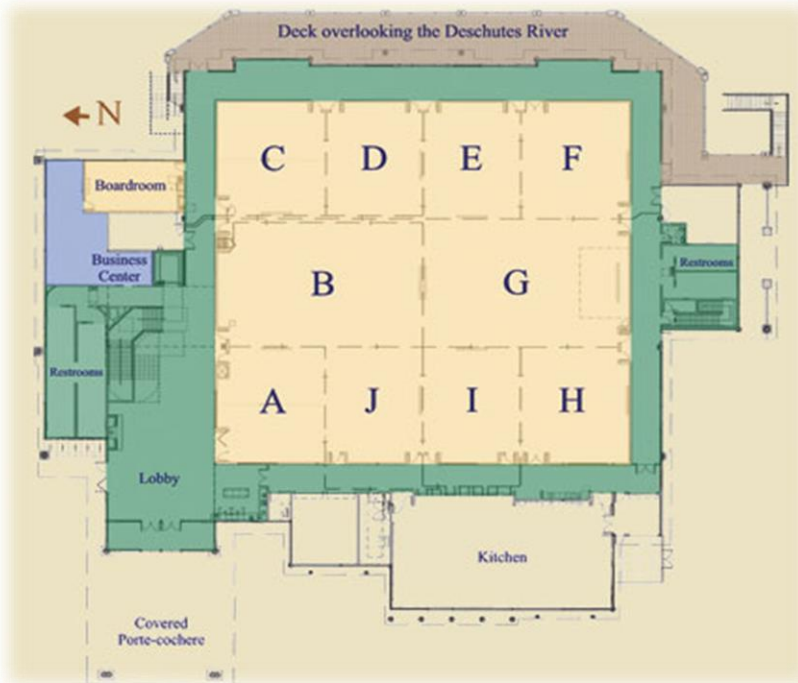 Deck overlooking the Deschutes River
N
C
D
E
F
Boardroom
Business
Center
Restrooms
B
G
Restrooms
A
J
I
H
Lobby
Kitchen
Covered
Porte-cochere